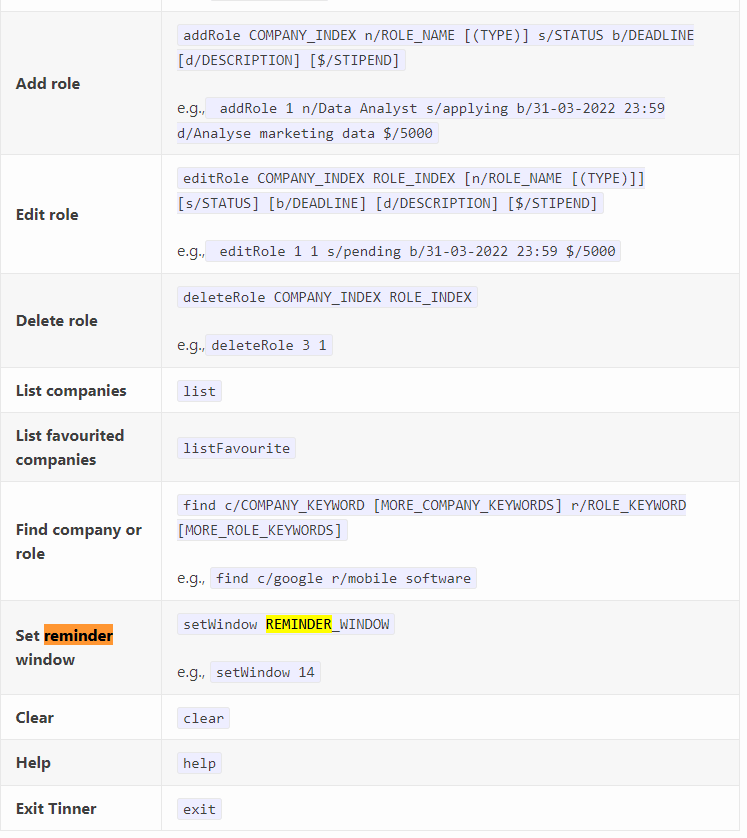 Add role
addRole COMPANY_INDEX n/ROLE_NAME [(TYPE)] s/STATUS b/DEADLINE
[d/DESCRIPTION] [$/STIPEND]
e.g., addRole 1 n/Data Analyst s/applying b/31-03-2022 23:59
d/Analyse marketing data $/5000
Edit role
editRole COMPANY_INDEX ROLE_INDEX [n/ROLE_NAME [(TYPE)]]
[s/STATUS] [b/DEADLINE] [d/DESCRIPTION] [$/STIPEND]
e.g., editRole 1 1 s/pending b/31-03-2022 23:59 $/5000
Delete role
deleteRole COMPANY_INDEX ROLE_INDEX
e.g., deleteRole 3 1
List companies
list
List favourited
companies
listFavourite
Find company or
role
find c/COMPANY_KEYWORD [MORE_COMPANY_KEYWORDS] r/ROLE_KEYWORD
[MORE_ROLE_KEYWORDS]
e.g., find c/google r/mobile software
Set reminder
window
setWindow REMINDER_WINDOW
e.g., setWindow 14
Clear
clear
Help
help
Exit Tinner
exit